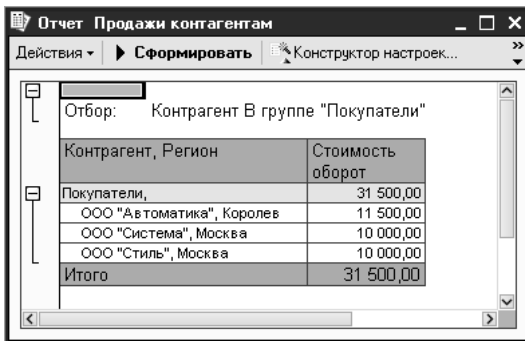 Отчет Продажи контагентам
Действия Сформировать Конструктор настроек... »
Отбор: Контрагент В группе "Покупатели"
Контрагент, Регион Стоимость оборот
Покупатели, 31 500,00
ООО "Автоматика", Королев 11 500,00
ООО "Система", Москва 10 000,00
ООО "Стиль", Москва 10 000,00
Итого 31 500,00